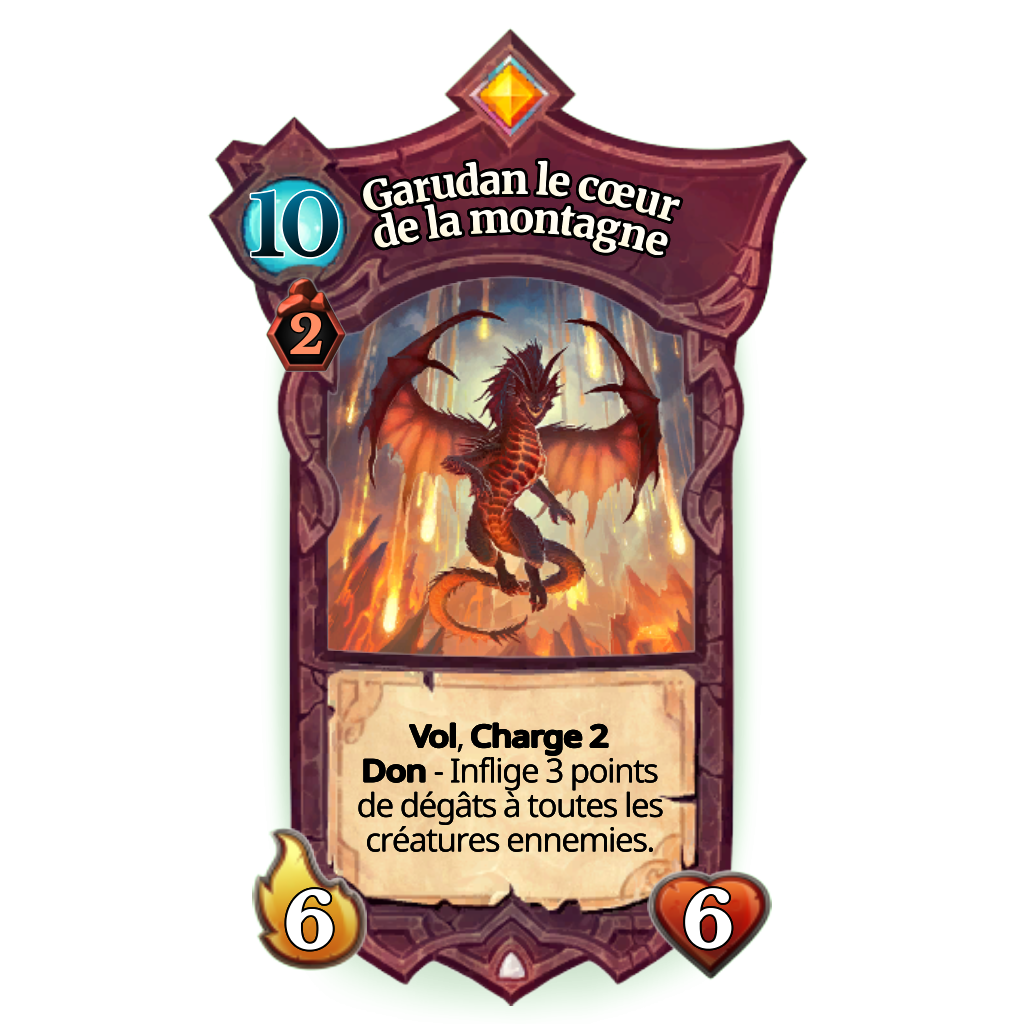 10
Garudan le cœur
de la montagne
2
Vol, Charge 2
Don - Inflige 3 points
de dégâts à toutes les
créatures ennemies.
6
6